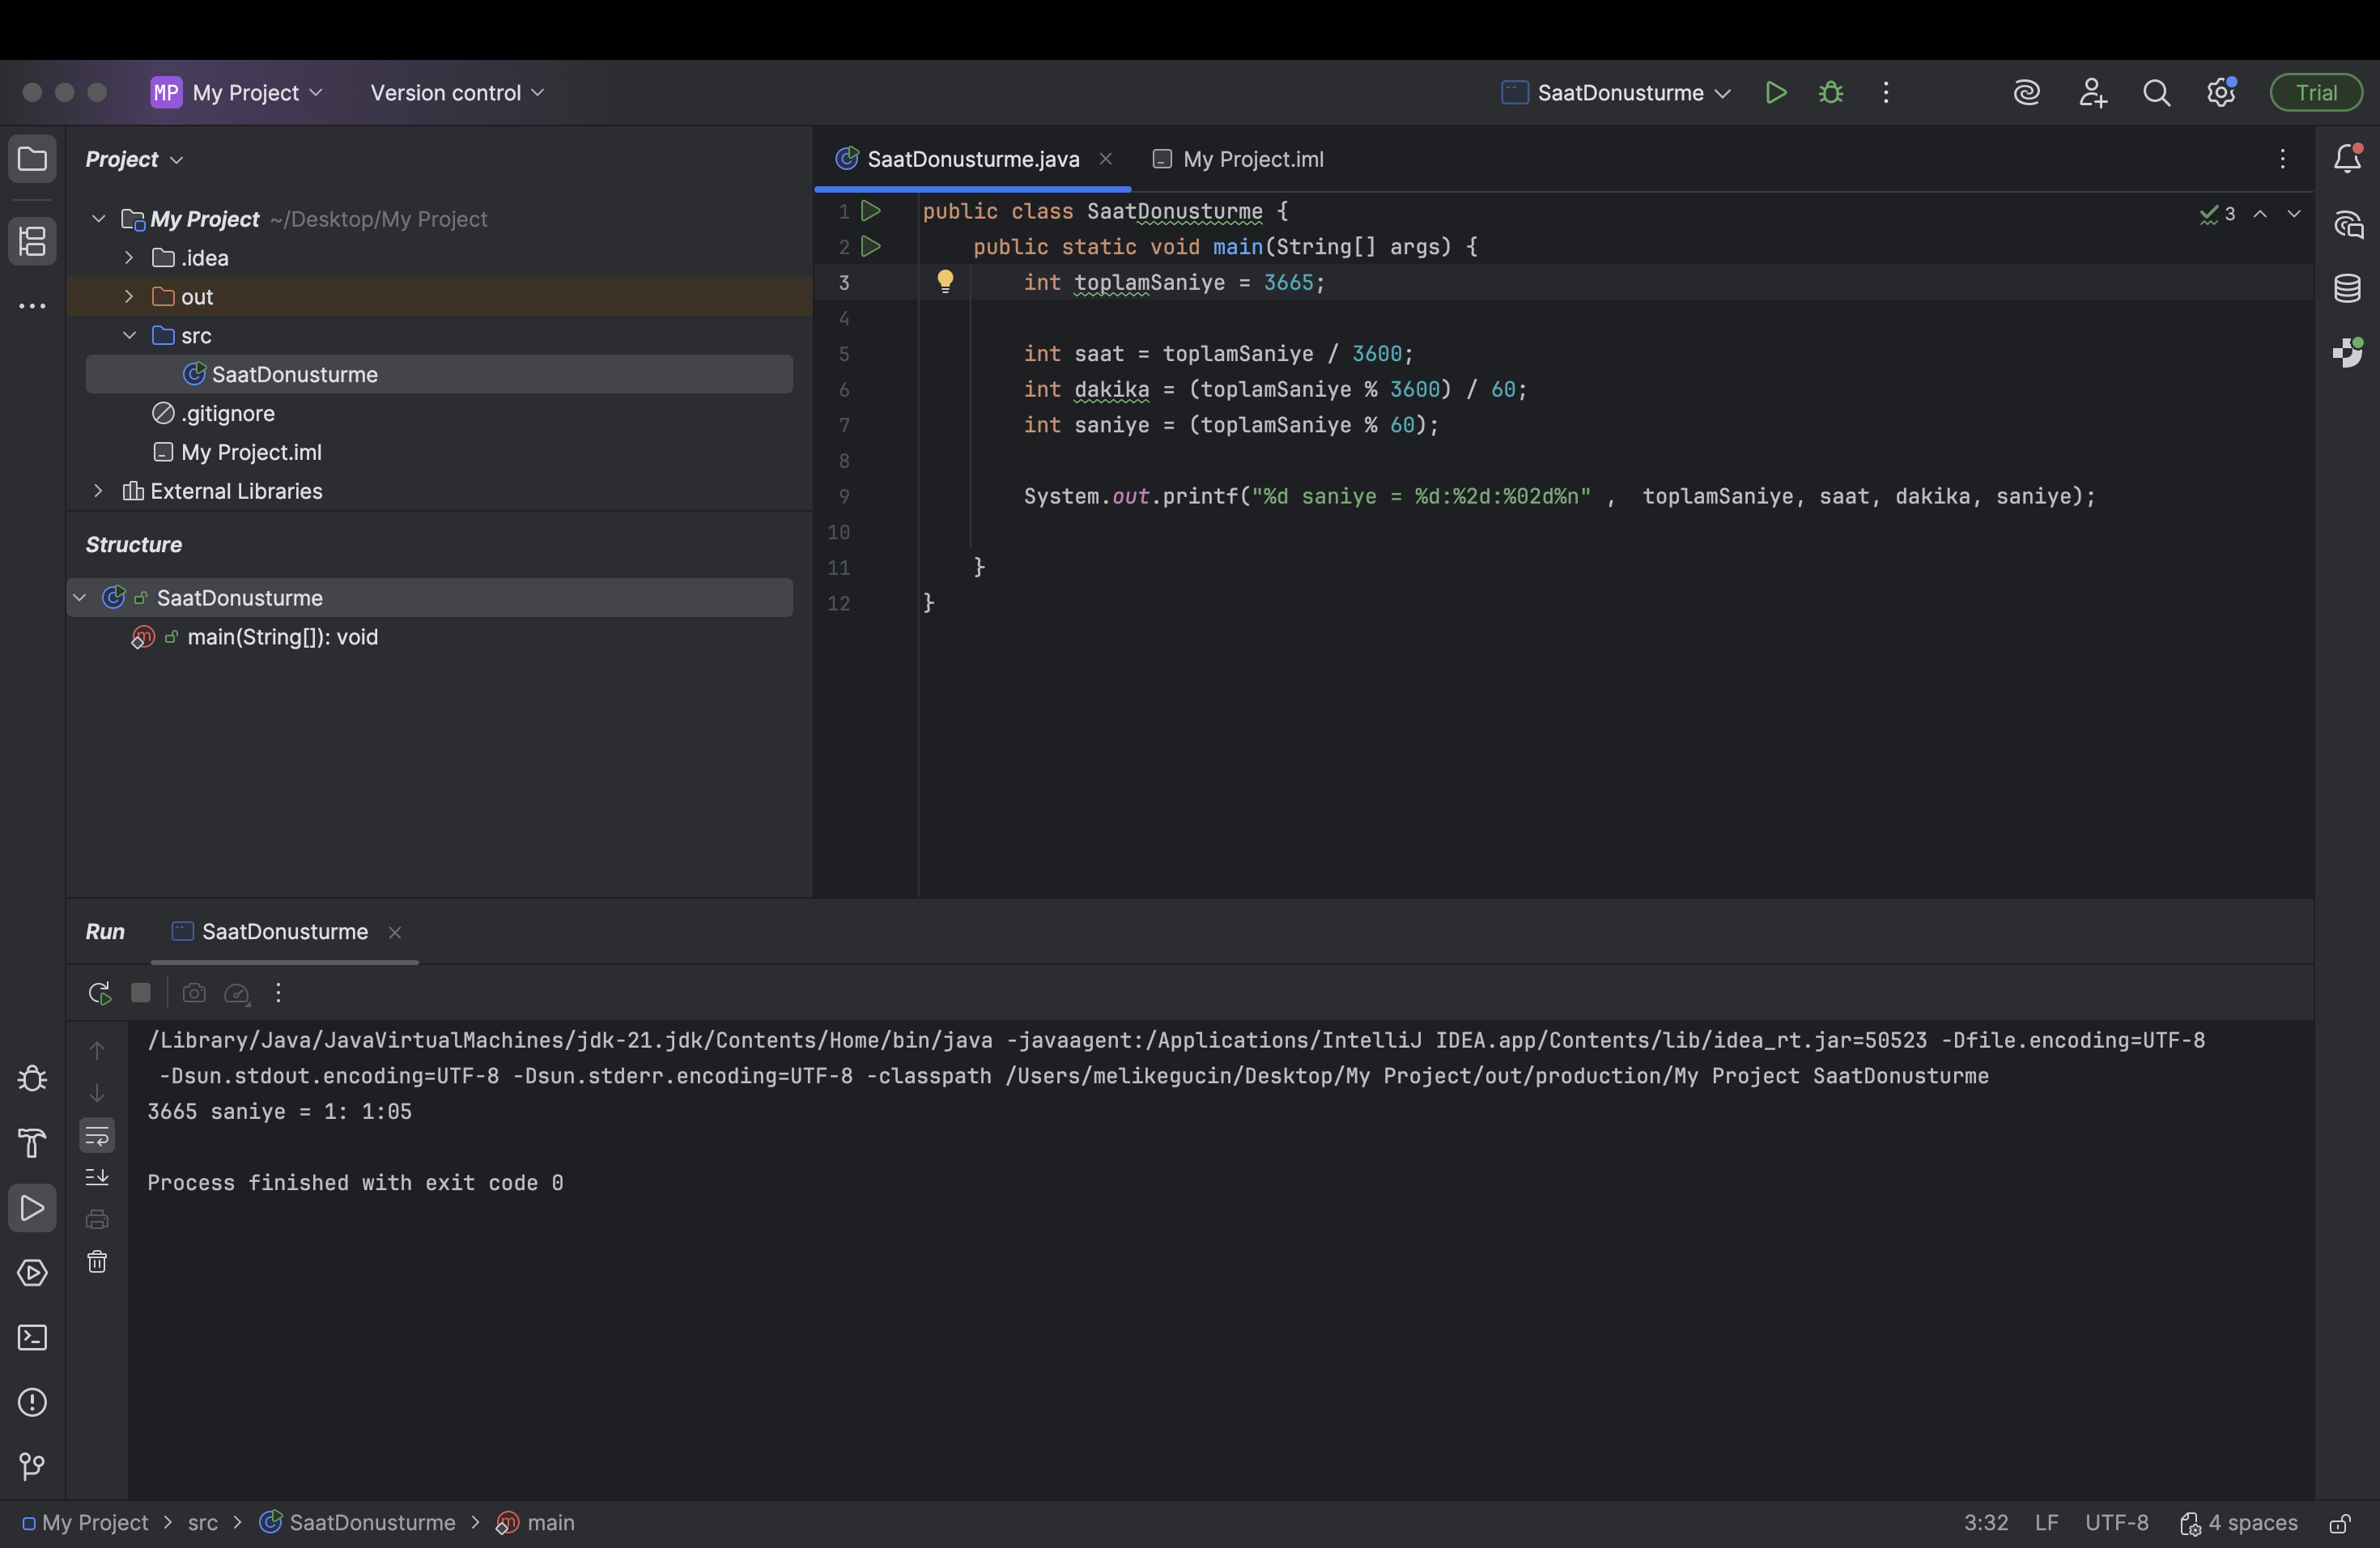 MP My Project Version control SaatDonusturme Trial
Project
My Project ~/Desktop/My Project
.idea
out
src
SaatDonusturme
.gitignore
My Project.iml
External Libraries
Structure
SaatDonusturme
main(String[]): void
SaatDonusturme.java My Project.iml
3
1 public class SaatDonusturme {
2 public static void main(String[] args) {
3 int toplamSaniye = 3665;
4
5 int saat = toplamSaniye / 3600;
6 int dakika = (toplamSaniye % 3600) / 60;
7 int saniye = (toplamSaniye % 60);
8
9 System.out.printf("%d saniye = %d:%2d:%02d%n" ,  toplamSaniye, saat, dakika, saniye);
10
11 }
12 }
Run SaatDonusturme
/Library/Java/JavaVirtualMachines/jdk-21.jdk/Contents/Home/bin/java -javaagent:/Applications/IntelliJ IDEA.app/Contents/lib/idea_rt.jar=50523 -Dfile.encoding=UTF-8
-Dsun.stdout.encoding=UTF-8 -Dsun.stderr.encoding=UTF-8 -classpath /Users/melikegucin/Desktop/My Project/out/production/My Project SaatDonusturme
3665 saniye = 1: 1:05
Process finished with exit code 0
My Project > src > SaatDonusturme > main 3:32 LF UTF-8 4 spaces